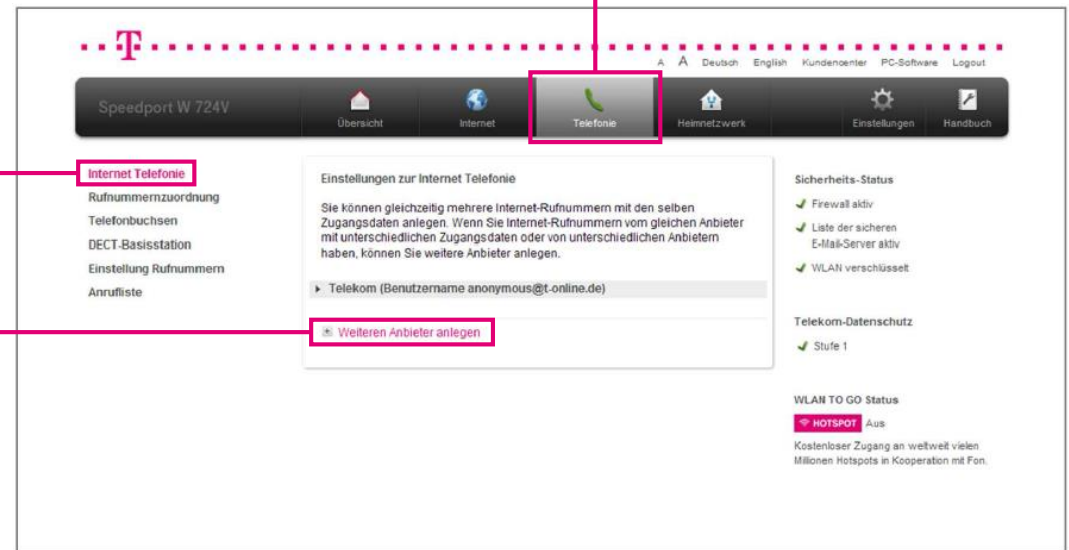 T
A A Deutsch English Kundencenter PC-Software Logout
Speedport W 724V
Übersicht Internet Telefonie Heimnetzwerk Einstellungen Handbuch
Internet Telefonie
Rufnummernzuordnung
Telefonbuchsen
DECT-Basisstation
Einstellung Rufnummern
Anrufliste
Einstellungen zur Internet Telefonie
Sie können gleichzeitig mehrere Internet-Rufnummern mit den selben
Zugangsdaten anlegen. Wenn Sie Internet-Rufnummern vom gleichen Anbieter
mit unterschiedlichen Zugangsdaten oder von unterschiedlichen Anbietern
haben, können Sie weitere Anbieter anlegen.
Telekom (Benutzername anonymous@t-online.de)
Weiteren Anbieter anlegen
Sicherheits-Status
Firewall aktiv
Liste der sicheren
E-Mail-Server aktiv
WLAN verschlüsselt
Telekom-Datenschutz
Stufe 1
WLAN TO GO Status
HOTSPOT Aus
Kostenloser Zugang an weltweit vielen
Millionen Hotspots in Kooperation mit Fon.